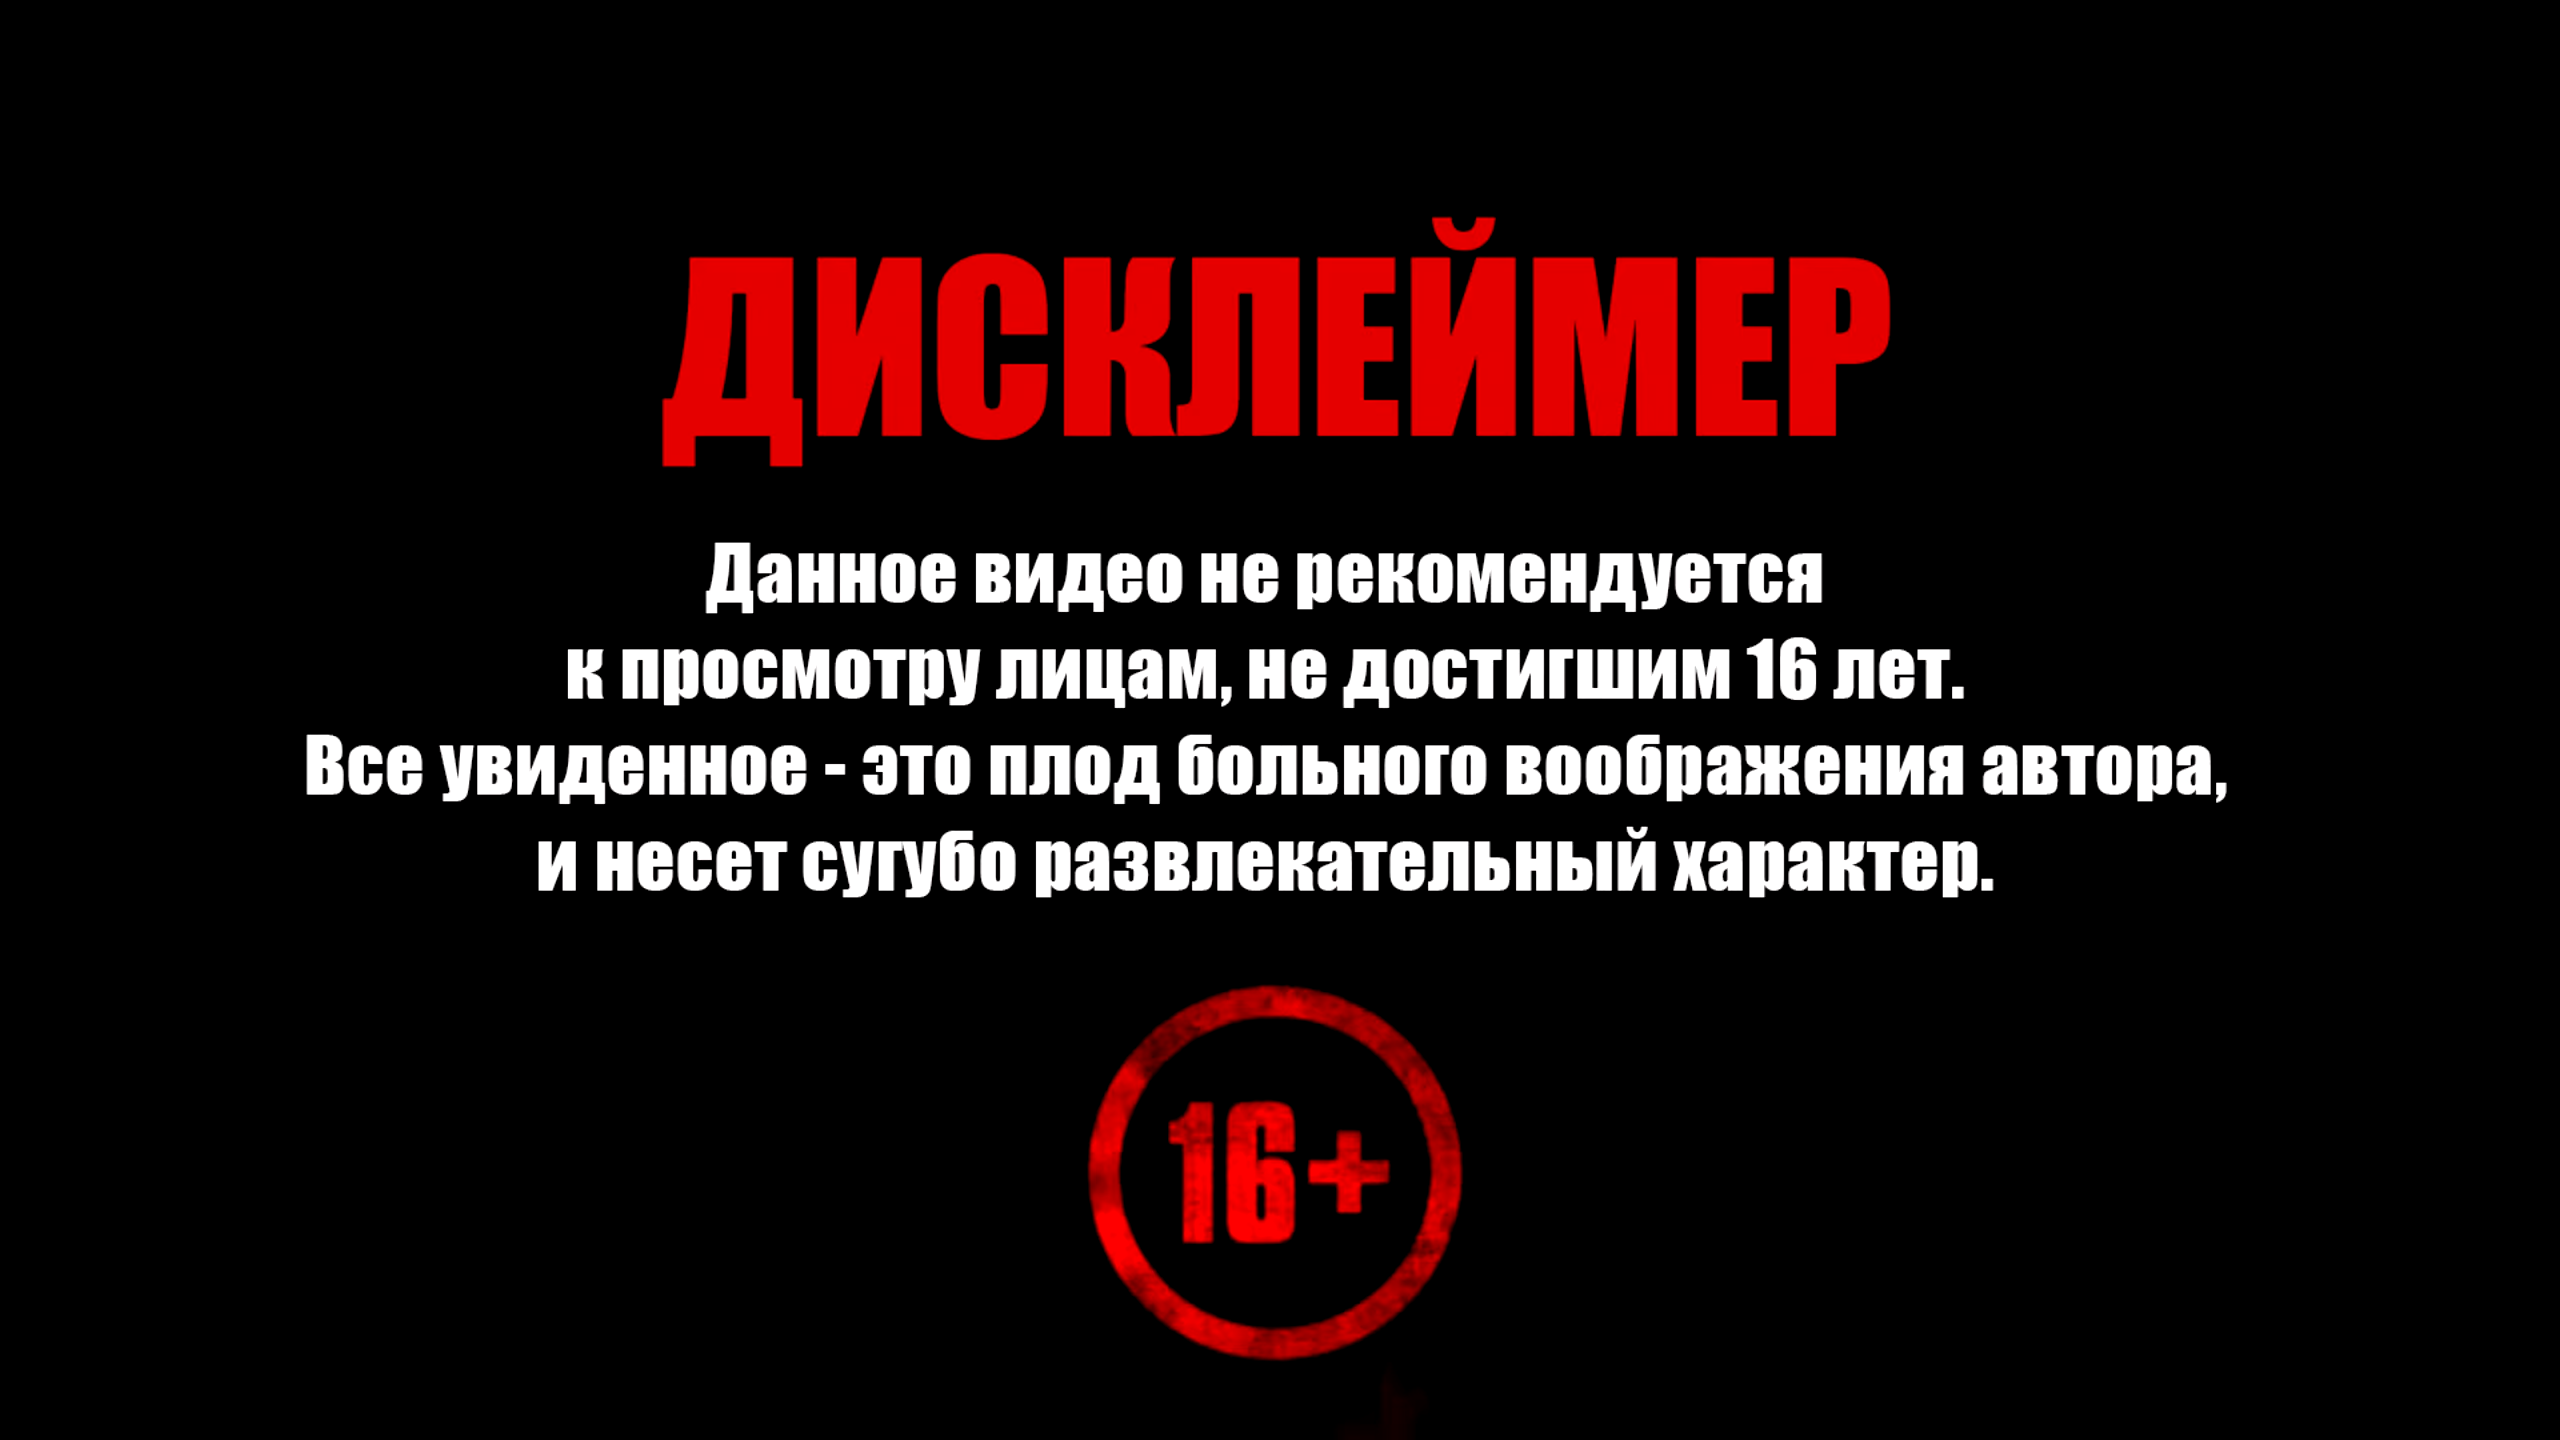 ДИСКЛЕЙМЕР
Данное видео не рекомендуется
к просмотру лицам, не достигшим 16 лет.
Все увиденное - это плод больного воображения автора,
и несет сугубо развлекательный характер.
16+